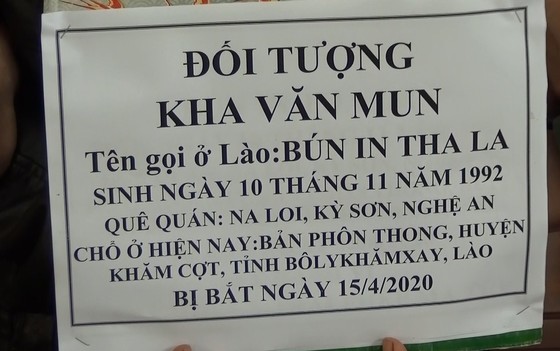 ĐỐI TƯỢNG
KHA VĂN MUN
Tên gọi ở Lào:BÚN IN THA LA
SINH NGÀY 10 THÁNG 11 NĂM 1992
QUÊ QUÁN: NA LOI, KỲ SƠN, NGHỆ AN
CHỖ Ở HIỆN NAY:BẢN PHÔN THONG, HUYỆN
KHĂM CỢT, TỈNH BÔLYKHĂMXAY, LÀO
BỊ BẮT NGÀY 15/4/2020